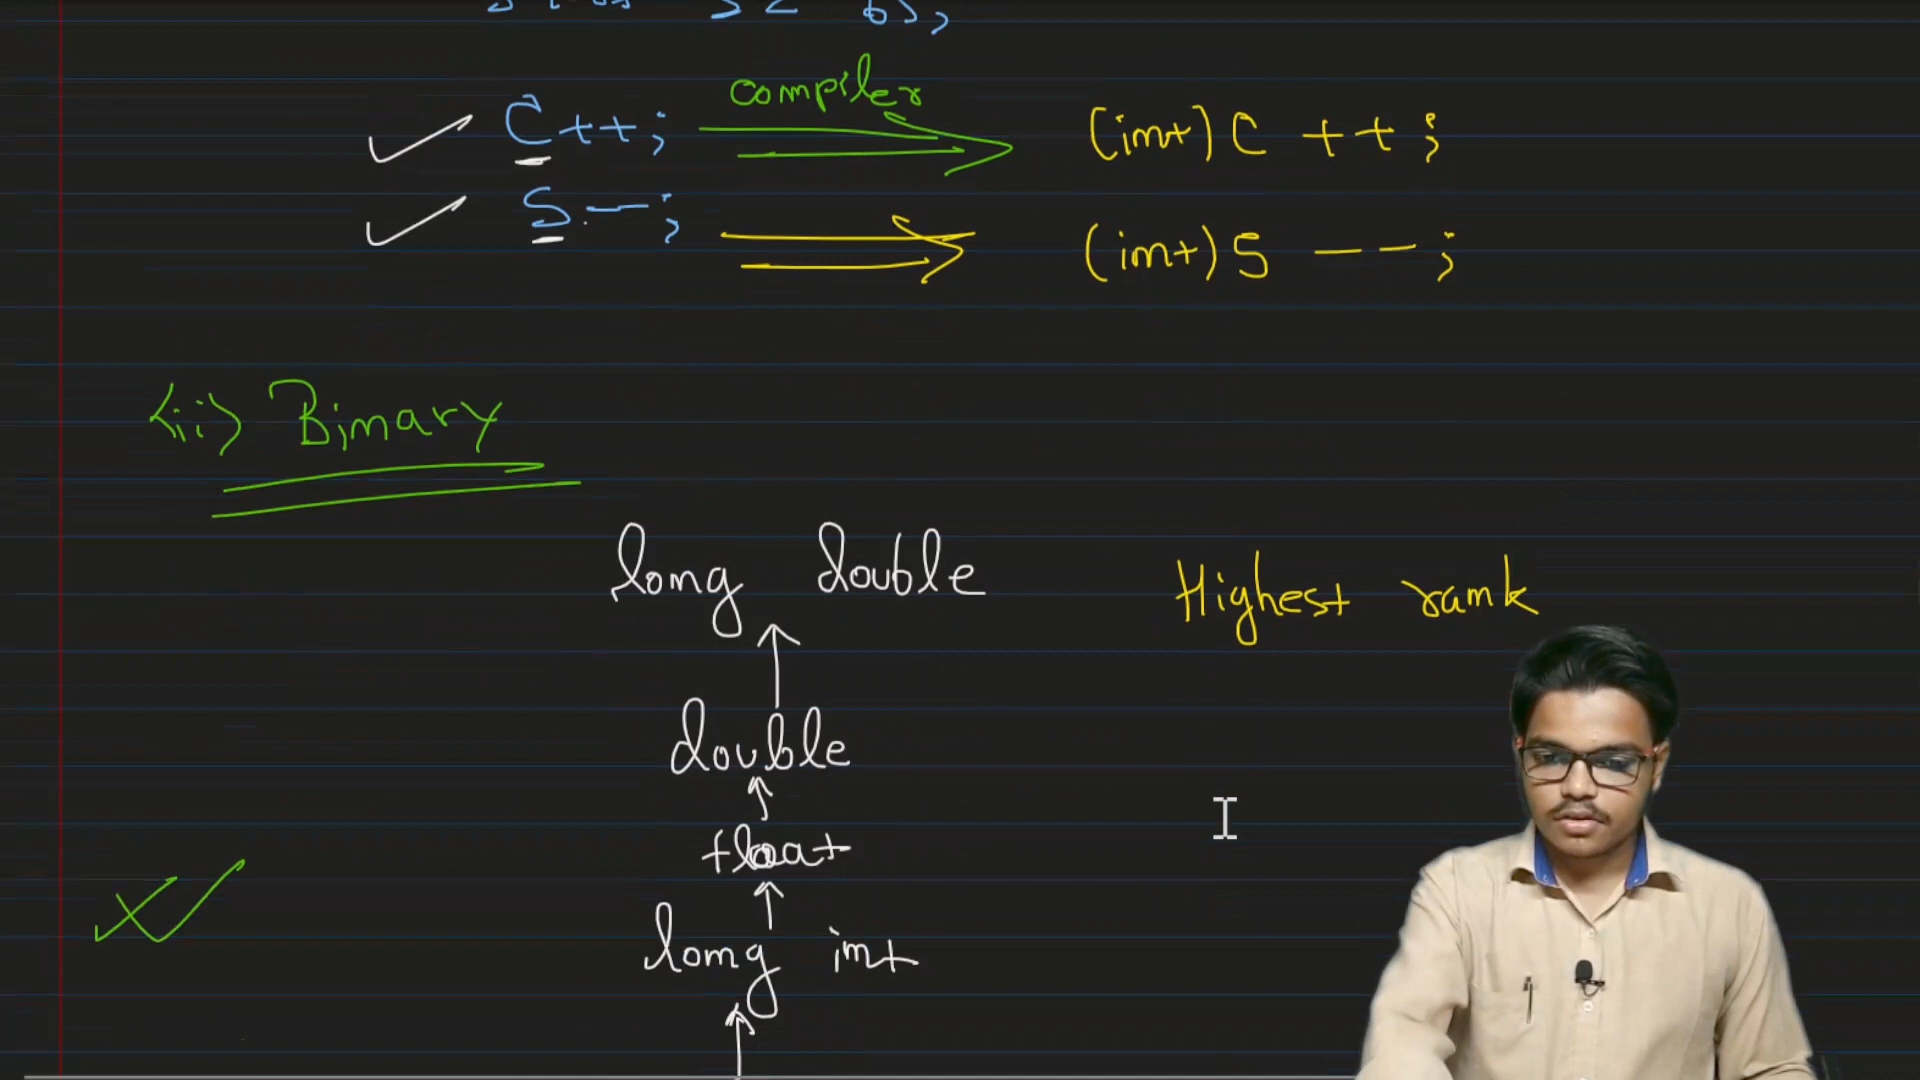 compiler
C++; (int) C ++;
S--; (int) S --;
<ii> Binary
long double Highest rank
double
float
long int